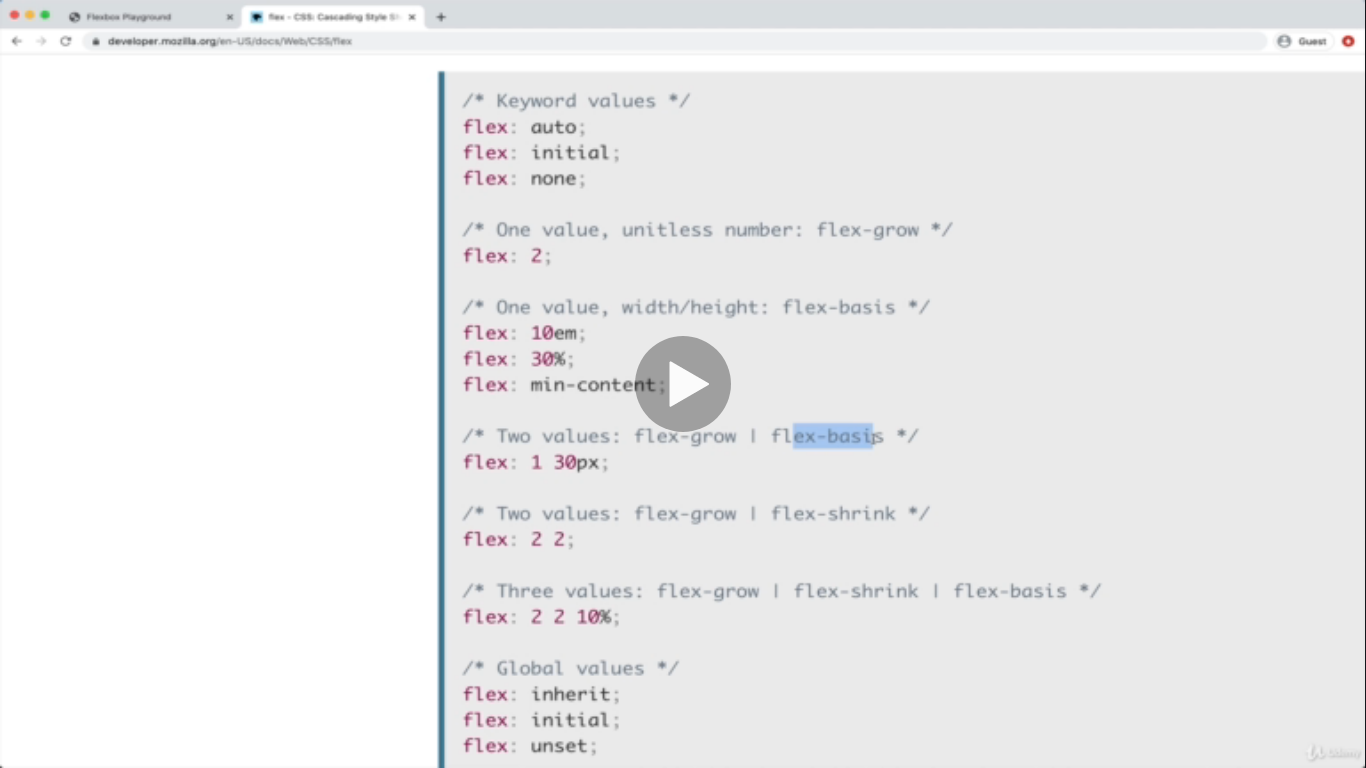 Flexbox Playground
flex - CSS: Cascading Style S
developer.mozilla.org/en-US/docs/Web/CSS/flex
Guest
/* Keyword values */
flex: auto;
flex: initial;
flex: none;
/* One value, unitless number: flex-grow */
flex: 2;
/* One value, width/height: flex-basis */
flex: 10em;
flex: 30%;
flex: min-content;
/* Two values: flex-grow | flex-basis */
flex: 1 30px;
/* Two values: flex-grow | flex-shrink */
flex: 2 2;
/* Three values: flex-grow | flex-shrink | flex-basis */
flex: 2 2 10%;
/* Global values */
flex: inherit;
flex: initial;
flex: unset;
Udemy